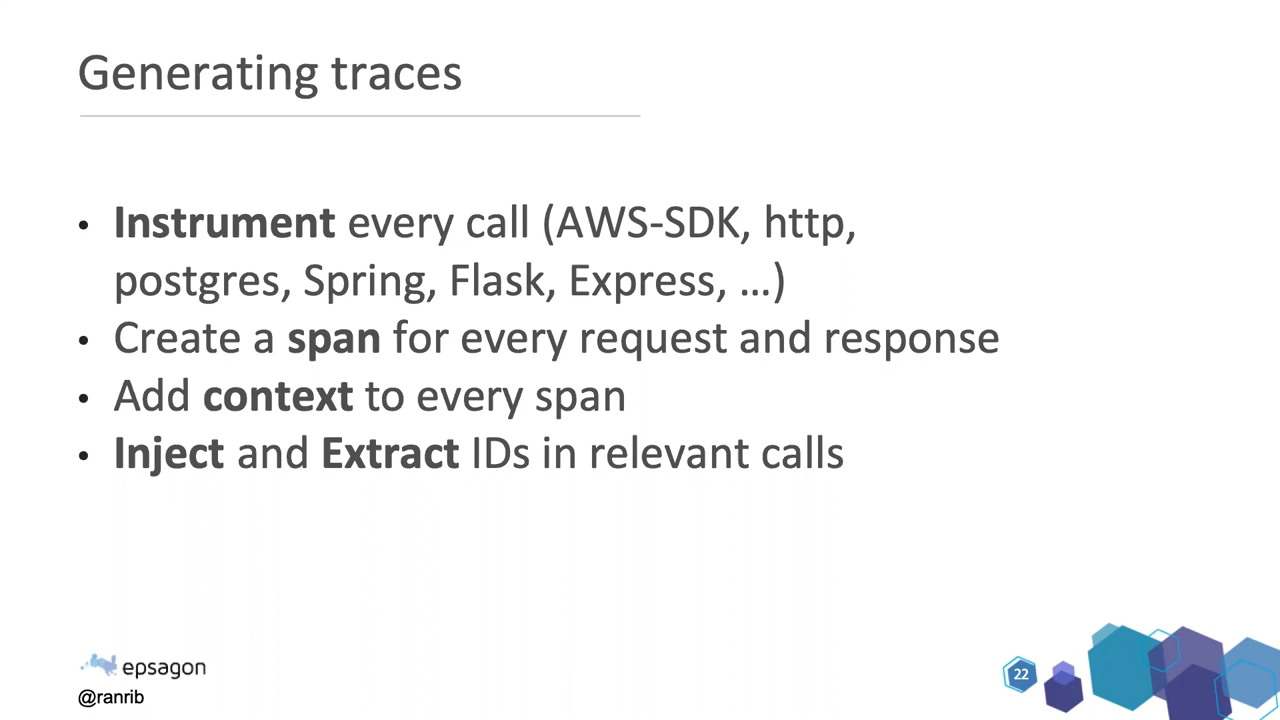 Generating traces
• Instrument every call (AWS-SDK, http,
postgres, Spring, Flask, Express, ...)
• Create a span for every request and response
• Add context to every span
• Inject and Extract IDs in relevant calls
epsagon
@ranrib
22